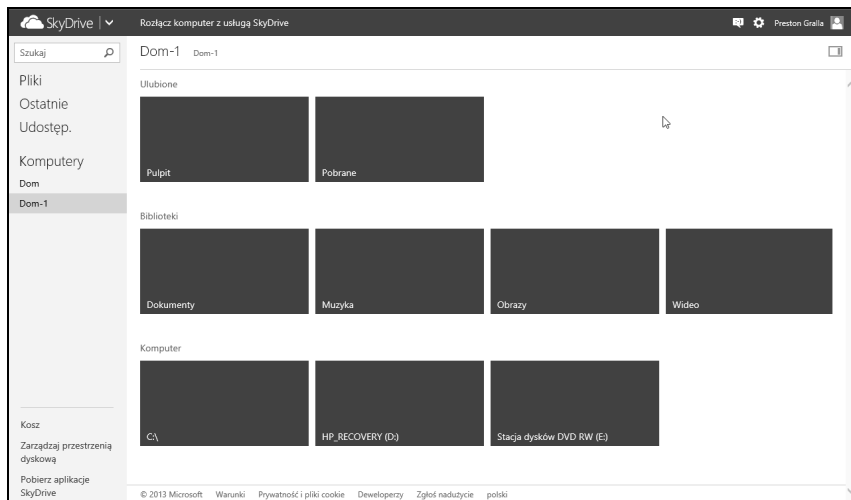 SkyDrive
Rozłącz komputer z usługą SkyDrive
Preston Gralla
Szukaj
Pliki
Ostatnie
Udostęp.
Komputery
Dom
Dom-1
Kosz
Zarządzaj przestrzenią
dyskową
Pobierz aplikacje
SkyDrive
Dom-1 Dom-1
Ulubione
Pulpit
Pobrane
Biblioteki
Dokumenty
Muzyka
Obrazy
Wideo
Komputer
C:\
HP_RECOVERY (D:)
Stacja dysków DVD RW (E:)
© 2013 Microsoft Warunki Prywatność i pliki cookie Deweloperzy Zgłoś nadużycie polski